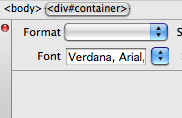 <body> <div#container>
Format S
Font Verdana, Arial,